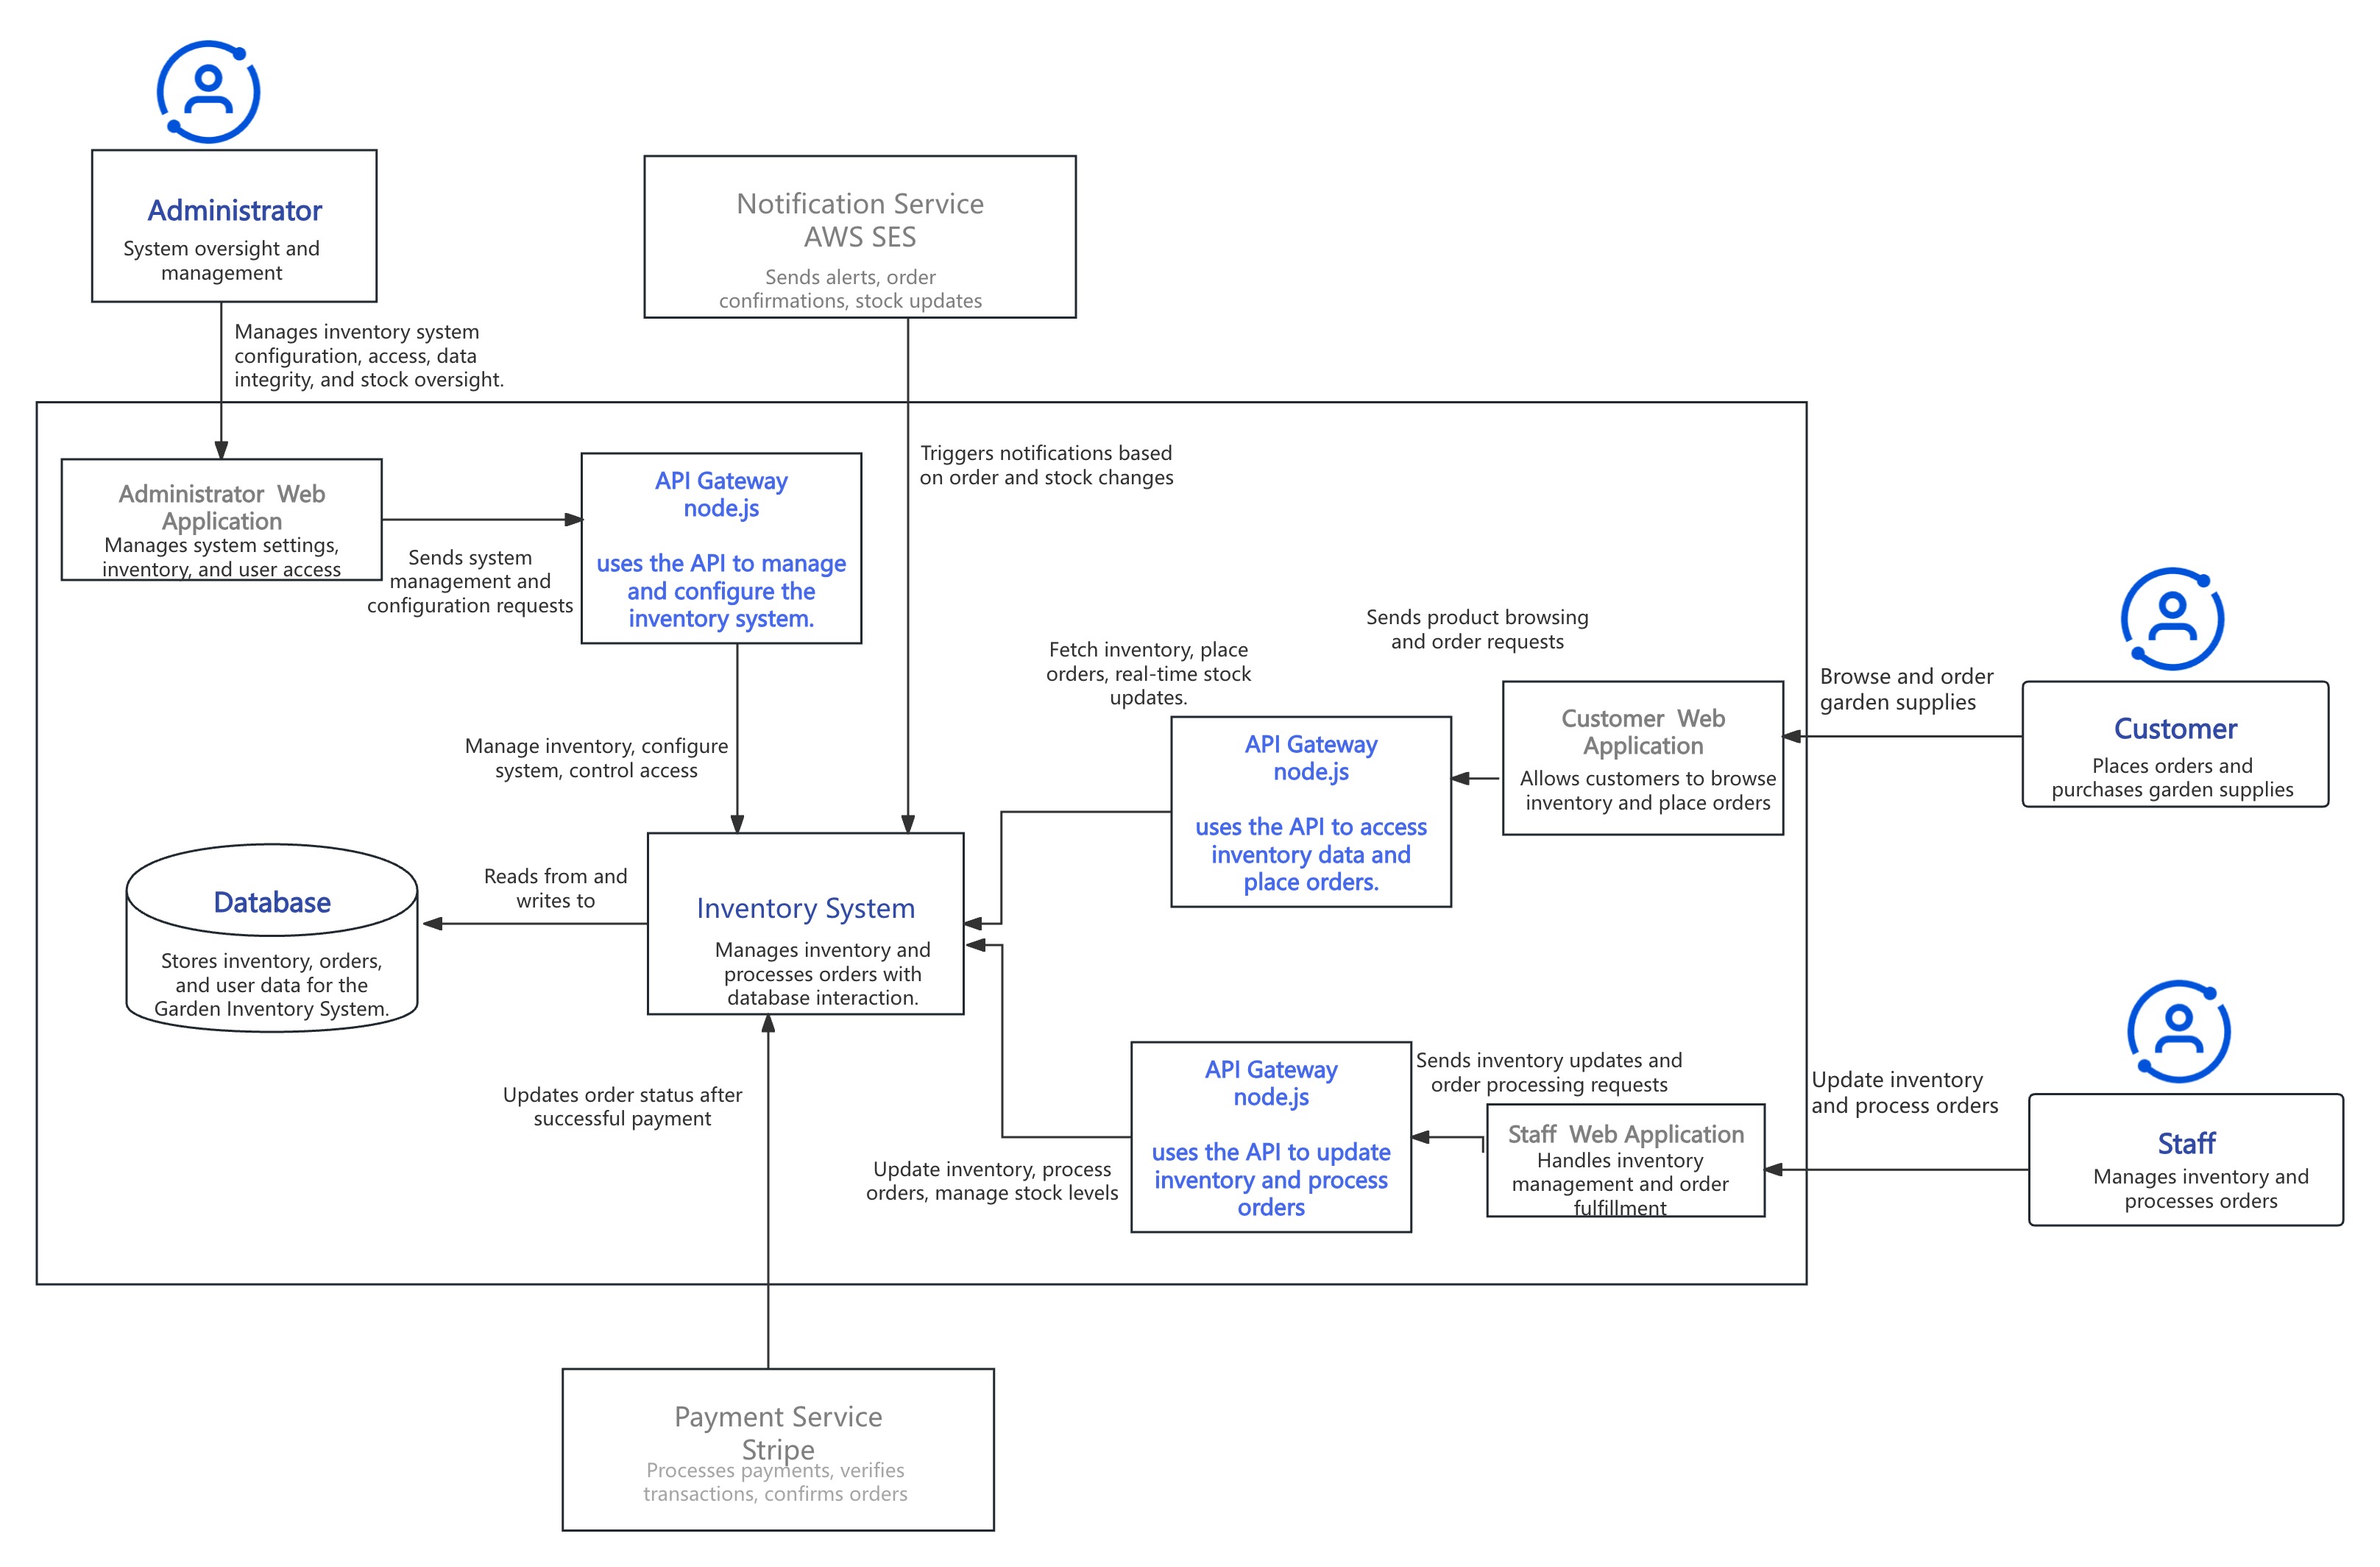 Administrator
System oversight and
management
Notification Service
AWS SES
Sends alerts, order
confirmations, stock updates
Manages inventory system
configuration, access, data
integrity, and stock oversight.
Administrator  Web
Application
Manages system settings,
inventory, and user access
Sends system
management and
configuration requests
API Gateway
node.js
uses the API to manage
and configure the
inventory system.
Triggers notifications based
on order and stock changes
Manage inventory, configure
system, control access
Fetch inventory, place
orders, real-time stock
updates.
Sends product browsing
and order requests
API Gateway
node.js
uses the API to access
inventory data and
place orders.
Customer  Web
Application
Allows customers to browse
inventory and place orders
Browse and order
garden supplies
Customer
Places orders and
purchases garden supplies
Database
Stores inventory, orders,
and user data for the
Garden Inventory System.
Reads from and
writes to
Inventory System
Manages inventory and
processes orders with
database interaction.
Updates order status after
successful payment
Update inventory, process
orders, manage stock levels
API Gateway
node.js
uses the API to update
inventory and process
orders
Sends inventory updates and
order processing requests
Staff  Web Application
Handles inventory
management and order
fulfillment
Update inventory
and process orders
Staff
Manages inventory and
processes orders
Payment Service
Stripe
Processes payments, verifies
transactions, confirms orders